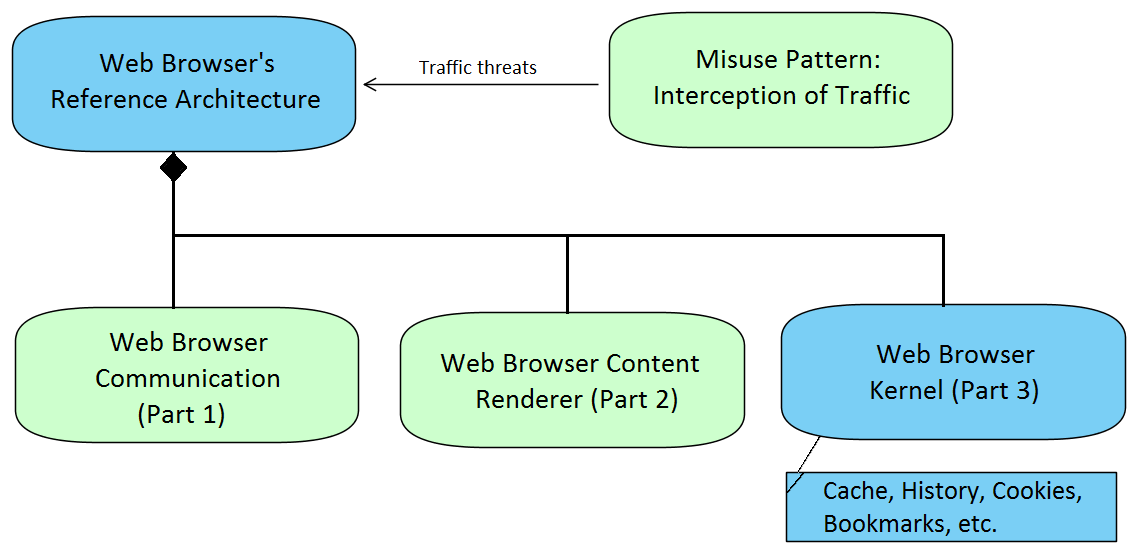 Web Browser's
Reference Architecture
Traffic threats
Misuse Pattern:
Interception of Traffic
Web Browser
Communication
(Part 1)
Web Browser Content
Renderer (Part 2)
Web Browser
Kernel (Part 3)
Cache, History, Cookies,
Bookmarks, etc.